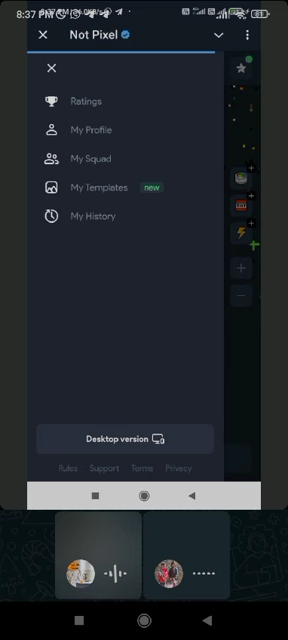 8:37 PM
Not Pixel
Ratings
My Profile
My Squad
My Templates new
My History
Desktop version
Rules Support Terms Privacy